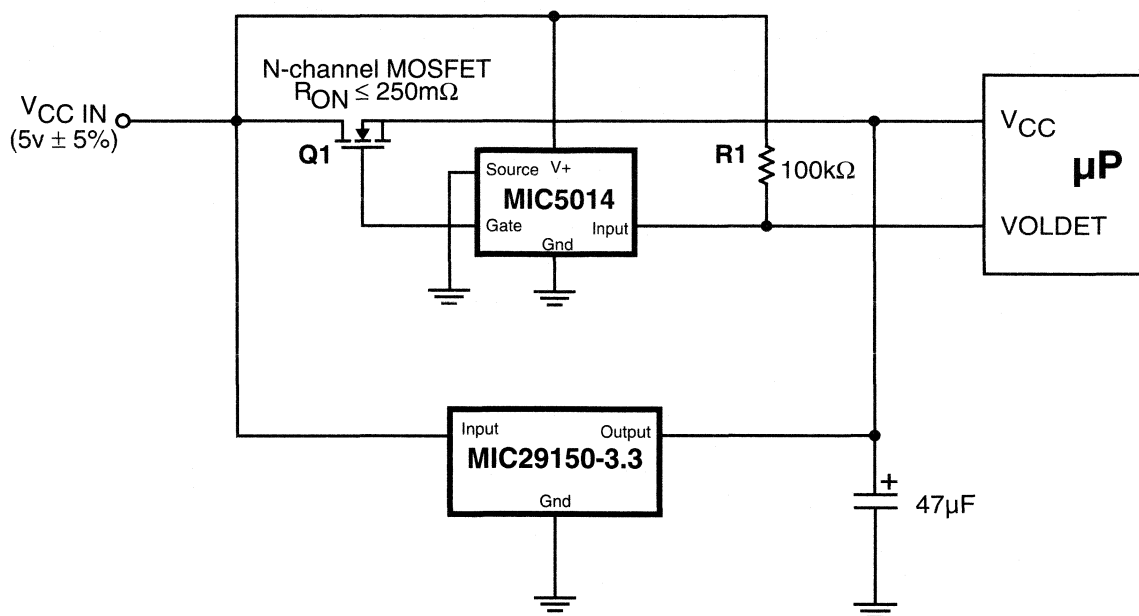 N-channel MOSFET
RON ≤ 250mΩ
VCC IN
(5v ± 5%)
Q1
Source
V+
MIC5014
Gate
Input
Gnd
R1
100kΩ
VCC
µP
VOLDET
Input
Output
MIC29150-3.3
Gnd
+
47µF